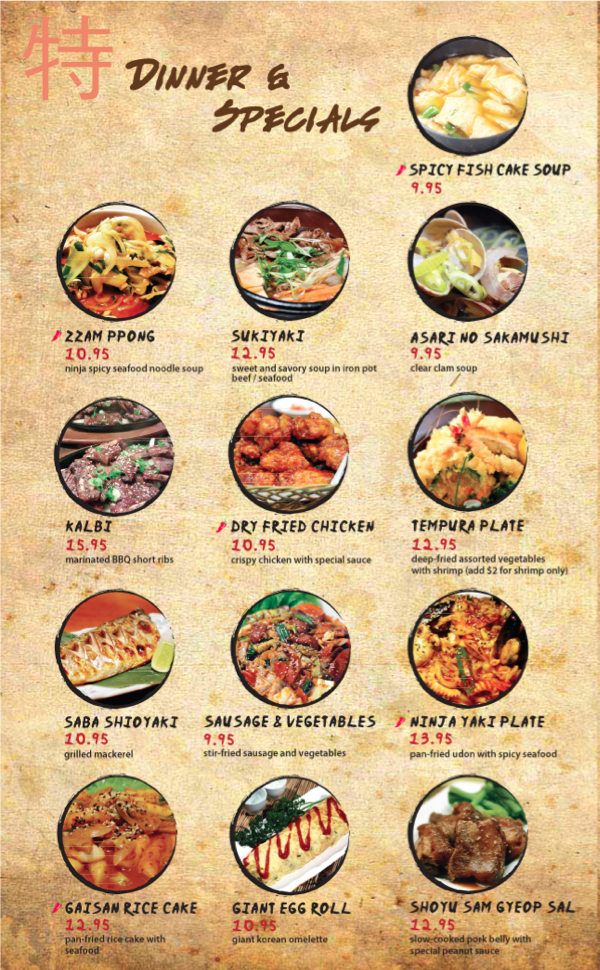 特
DINNER &
SPECIALS
SPICY FISH CAKE SOUP
9.95
ZZAM PPONG
10.95
ninja spicy seafood noodle soup
SUKIYAKI
12.95
sweet and savory soup in iron pot
beef / seafood
ASARI NO SAKAMUSHI
9.95
clear clam soup
KALBI
15.95
marinated BBQ short ribs
DRY FRIED CHICKEN
10.95
crispy chicken with special sauce
TEMPURA PLATE
12.95
deep-fried assorted vegetables
with shrimp (add $2 for shrimp only)
SABA SHIOYAKI
10.95
grilled mackerel
SAUSAGE & VEGETABLES
9.95
stir-fried sausage and vegetables
NINJA YAKI PLATE
13.95
pan-fried udon with spicy seafood
GAISAN RICE CAKE
12.95
pan-fried rice cake with
seafood
GIANT EGG ROLL
10.95
giant korean omelette
SHOYU SAM GYEOP SAL
12.95
slow-cooked pork belly with
special peanut sauce